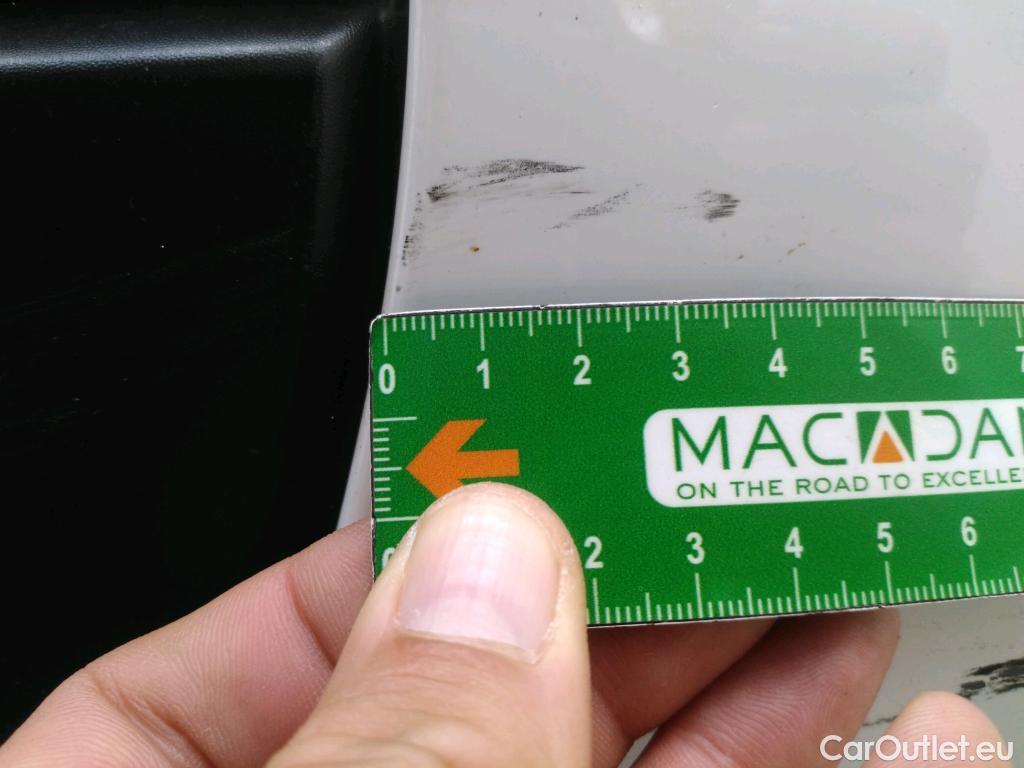 0 1 2 3 4 5 6 7
MACADAM
ON THE ROAD TO EXCELLE
2 3 4 5 6
CarOutlet.eu